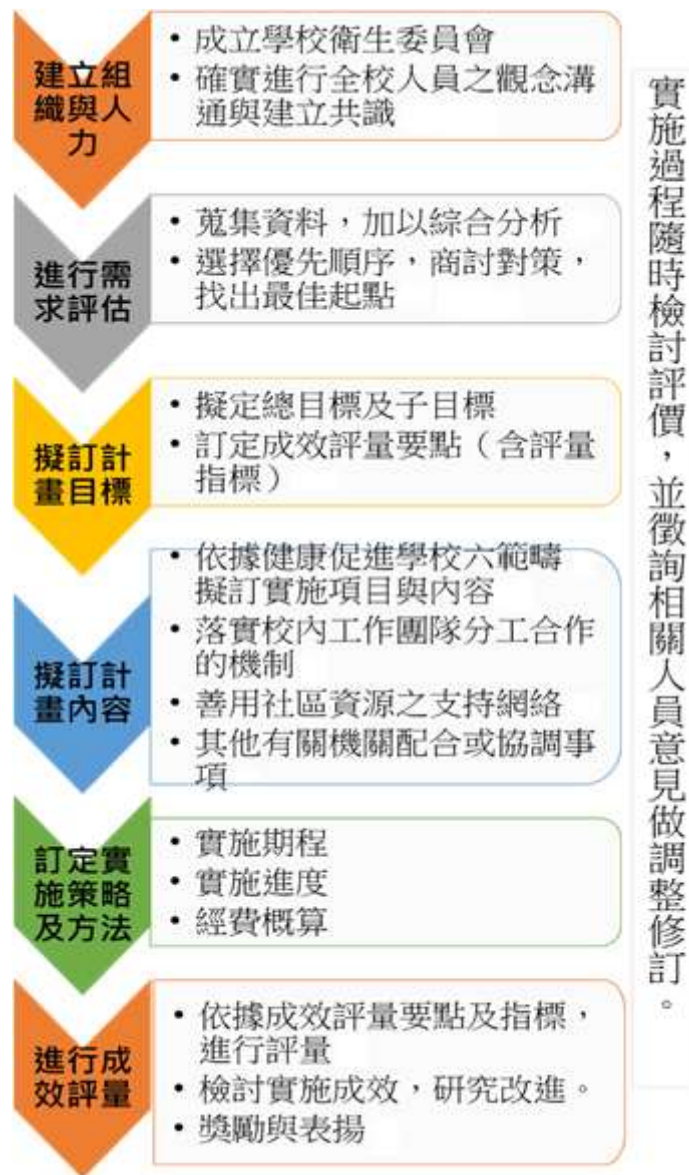 建立組
織與人
力
• 成立學校衛生委員會
• 確實進行全校人員之觀念溝
通與建立共識
進行需
求評估
• 蒐集資料，加以綜合分析
• 選擇優先順序，商討對策，
找出最佳起點
擬訂計
畫目標
• 擬定總目標及子目標
• 訂定成效評量要點（含評量
指標）
擬訂計
畫內容
• 依據健康促進學校六範疇
擬訂實施項目與內容
• 落實校內工作團隊分工合作
的機制
• 善用社區資源之支持網絡
• 其他有關機關配合或協調事
項
訂定實
施策略
及方法
• 實施期程
• 實施進度
• 經費概算
進行成
效評量
• 依據成效評量要點及指標，
進行評量
• 檢討實施成效，研究改進。
• 獎勵與表揚
實施過程隨時檢討評價，並徵詢相關人員意見做調整修訂。